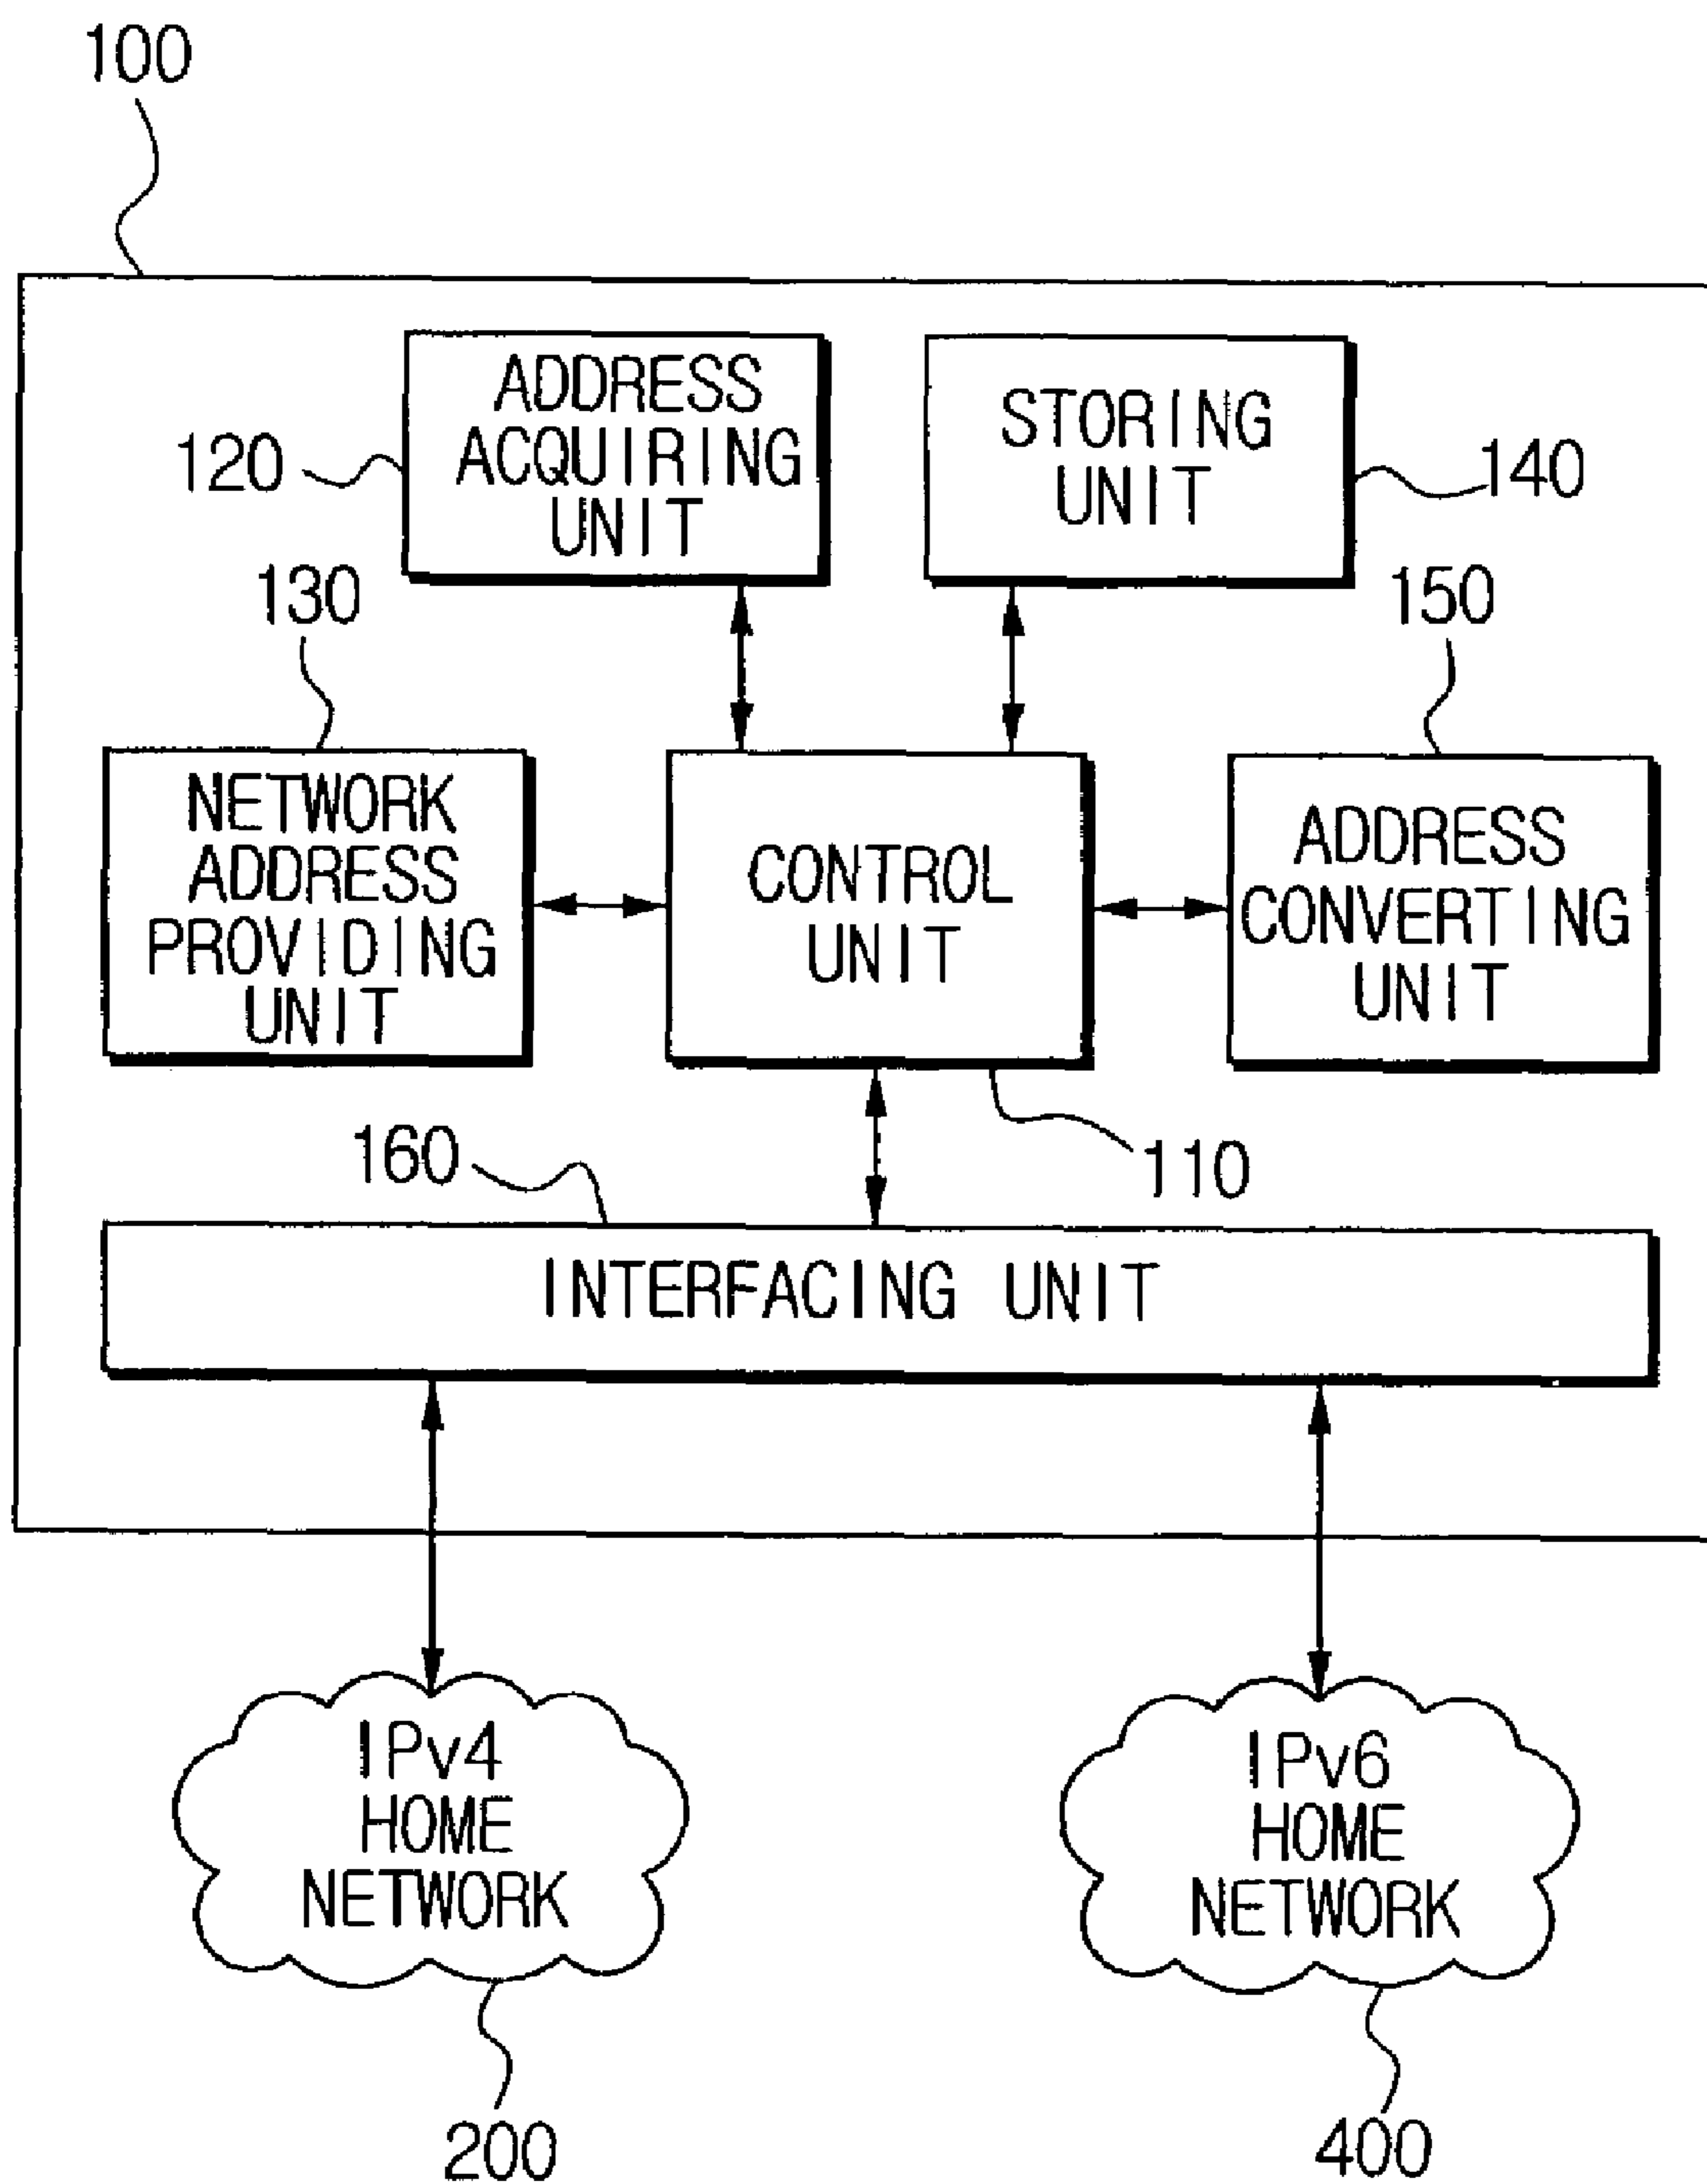 100
ADDRESS
ACQUIRING
UNIT
120
STORING
UNIT
140
130
150
NETWORK
ADDRESS
PROVIDING
UNIT
CONTROL
UNIT
ADDRESS
CONVERTING
UNIT
160
110
INTERFACING UNIT
IPv4
HOME
NETWORK
IPv6
HOME
NETWORK
200
400